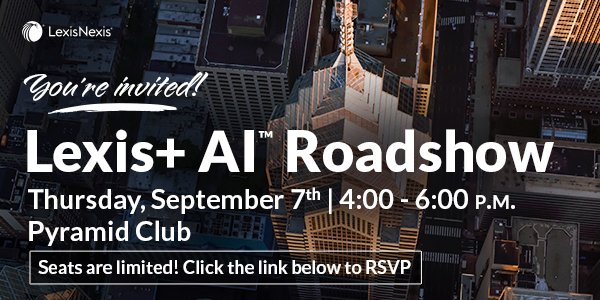 LexisNexis®
You're invited!
Lexis+ AI™ Roadshow
Thursday, September 7th | 4:00 - 6:00 P.M.
Pyramid Club
Seats are limited! Click the link below to RSVP